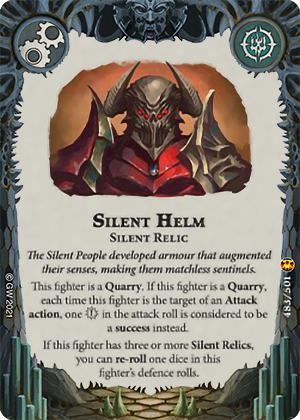 SILENT HELM
SILENT RELIC
The Silent People developed armour that augmented
their senses, making them matchless sentinels.
This fighter is a Quarry. If this fighter is a Quarry,
each time this fighter is the target of an Attack
action, one in the attack roll is considered to
be a success instead.
If this fighter has three or more Silent Relics,
you can re-roll one dice in this
fighter's defence rolls.
© GW 2021
483/501